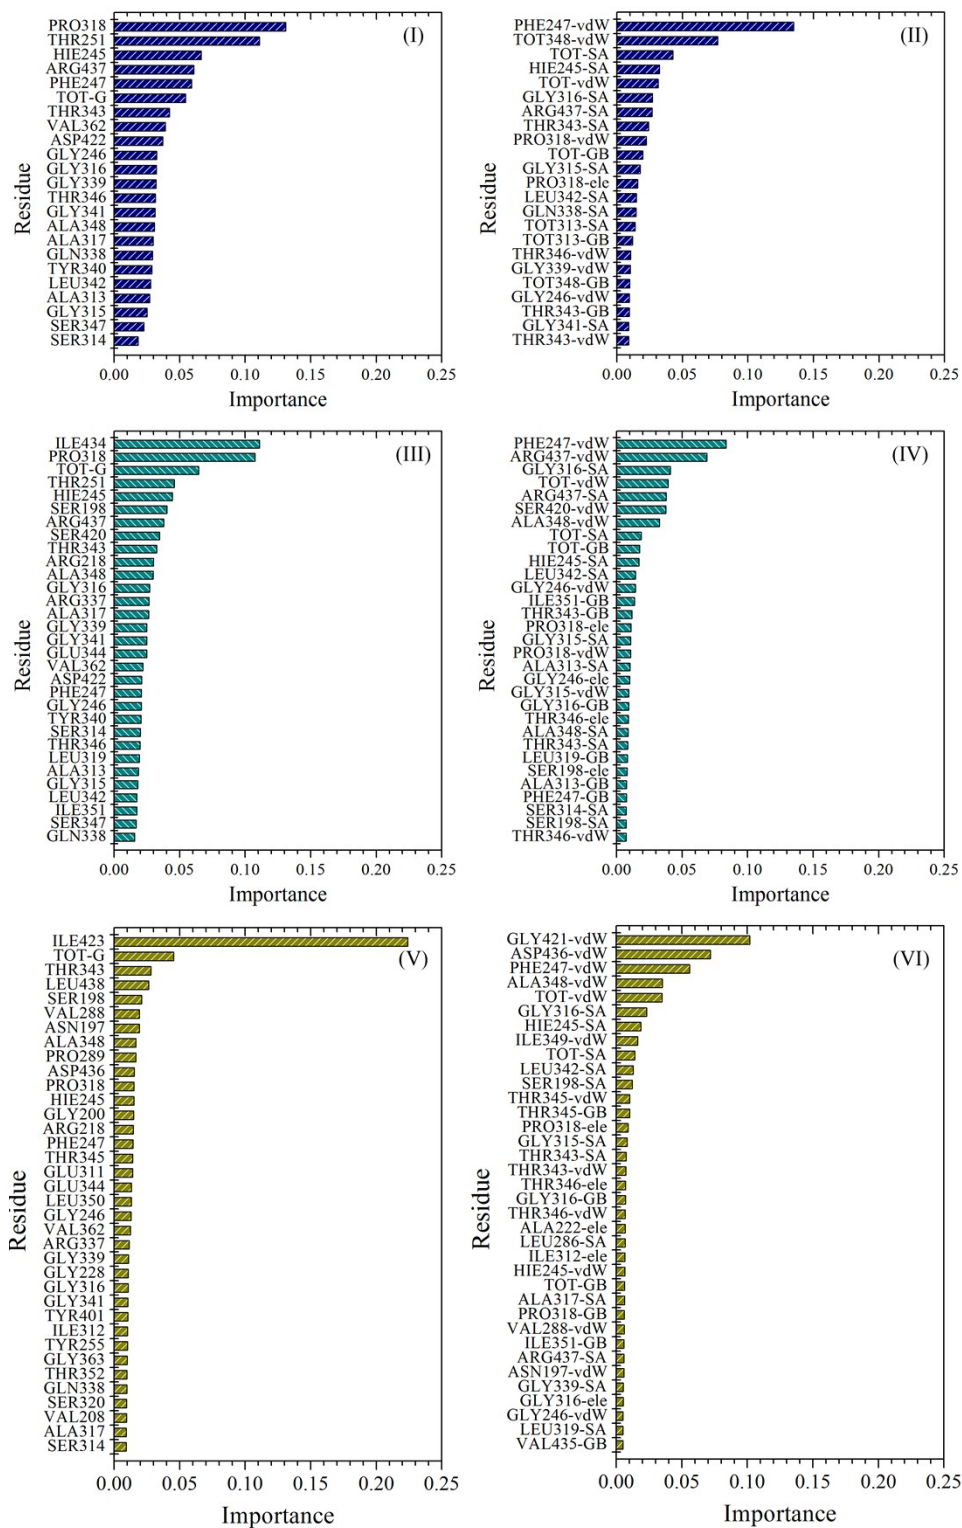 (I)
Residue
PRO318
THR251
HIE245
ARG437
PHE247
TOT-G
THR343
VAL362
ASP422
GLY246
GLY316
GLY339
THR346
GLY341
ALA348
ALA317
GLN338
TYR340
LEU342
ALA313
GLY315
SER347
SER314
0.00 0.05 0.10 0.15 0.20 0.25
Importance
(II)
Residue
PHE247-vdW
TOT348-vdW
TOT-SA
HIE245-SA
TOT-vdW
GLY316-SA
ARG437-SA
THR343-SA
PRO318-vdW
TOT-GB
GLY315-SA
PRO318-ele
LEU342-SA
GLN338-SA
TOT313-SA
TOT313-GB
THR346-vdW
GLY339-vdW
TOT348-GB
GLY246-vdW
THR343-GB
GLY341-SA
THR343-vdW
0.00 0.05 0.10 0.15 0.20 0.25
Importance
(III)
Residue
ILE434
PRO318
TOT-G
THR251
HIE245
SER198
ARG437
SER420
THR343
ARG218
ALA348
GLY316
ARG337
ALA317
GLY339
GLY341
GLU344
VAL362
ASP422
PHE247
GLY246
TYR340
SER314
THR346
LEU319
ALA313
GLY315
LEU342
ILE351
SER347
GLN338
0.00 0.05 0.10 0.15 0.20 0.25
Importance
(IV)
Residue
PHE247-vdW
ARG437-vdW
GLY316-SA
TOT-vdW
ARG437-SA
SER420-vdW
ALA348-vdW
TOT-SA
TOT-GB
HIE245-SA
LEU342-SA
GLY246-vdW
ILE351-GB
THR343-GB
PRO318-ele
GLY315-SA
PRO318-vdW
ALA313-SA
GLY246-ele
GLY315-vdW
GLY316-GB
THR346-ele
ALA348-SA
THR343-SA
LEU319-GB
SER198-ele
ALA313-GB
PHE247-GB
SER314-SA
SER198-SA
THR346-vdW
0.00 0.05 0.10 0.15 0.20 0.25
Importance
(V)
Residue
ILE423
TOT-G
THR343
LEU438
SER198
VAL288
ASN197
ALA348
PRO289
ASP436
PRO318
HIE245
GLY200
ARG218
PHE247
THR345
GLU311
GLU344
LEU350
GLY246
VAL362
ARG337
GLY339
GLY228
GLY316
GLY341
TYR401
ILE312
TYR255
GLY363
THR352
GLN338
SER320
VAL208
ALA317
SER314
0.00 0.05 0.10 0.15 0.20 0.25
Importance
(VI)
Residue
GLY421-vdW
ASP436-vdW
PHE247-vdW
ALA348-vdW
TOT-vdW
GLY316-SA
HIE245-SA
ILE349-vdW
TOT-SA
LEU342-SA
SER198-SA
THR345-vdW
THR345-GB
PRO318-ele
GLY315-SA
THR343-SA
THR343-vdW
THR346-ele
GLY316-GB
THR346-vdW
ALA222-ele
LEU286-SA
ILE312-ele
HIE245-vdW
TOT-GB
ALA317-SA
PRO318-GB
VAL288-vdW
ILE351-GB
ARG437-SA
ASN197-vdW
GLY339-SA
GLY316-ele
GLY246-vdW
LEU319-SA
VAL435-GB
0.00 0.05 0.10 0.15 0.20 0.25
Importance